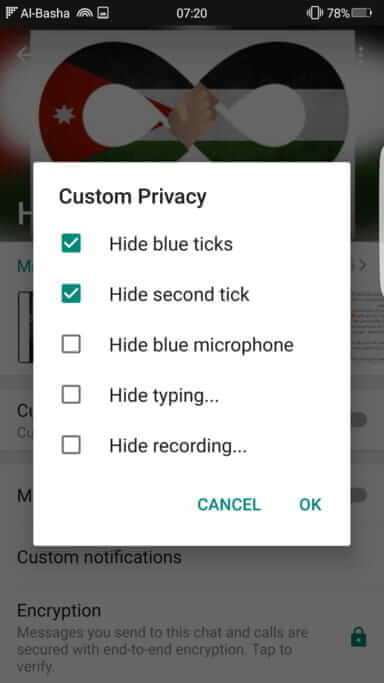 Al-Basha
07:20
78%
Custom Privacy
Hide blue ticks
Hide second tick
Hide blue microphone
Hide typing...
Hide recording...
CANCEL
OK
Custom notifications
Encryption
Messages you send to this chat and calls are
secured with end-to-end encryption. Tap to
verify.